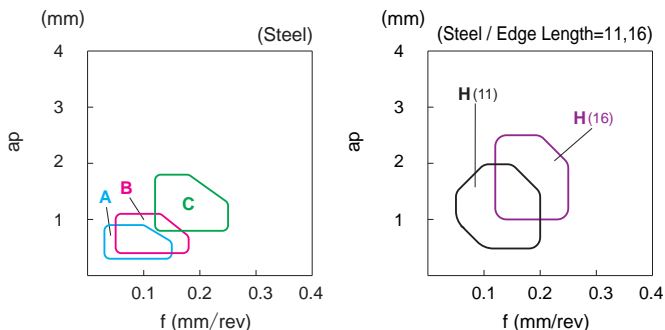 (mm)
(Steel)
4
3
2
1
ap
A
B
C
0.1
0.2
0.3
0.4
f (mm/rev)
(mm)
(Steel / Edge Length=11,16)
4
3
2
1
ap
H (11)
H (16)
0.1
0.2
0.3
0.4
f (mm/rev)